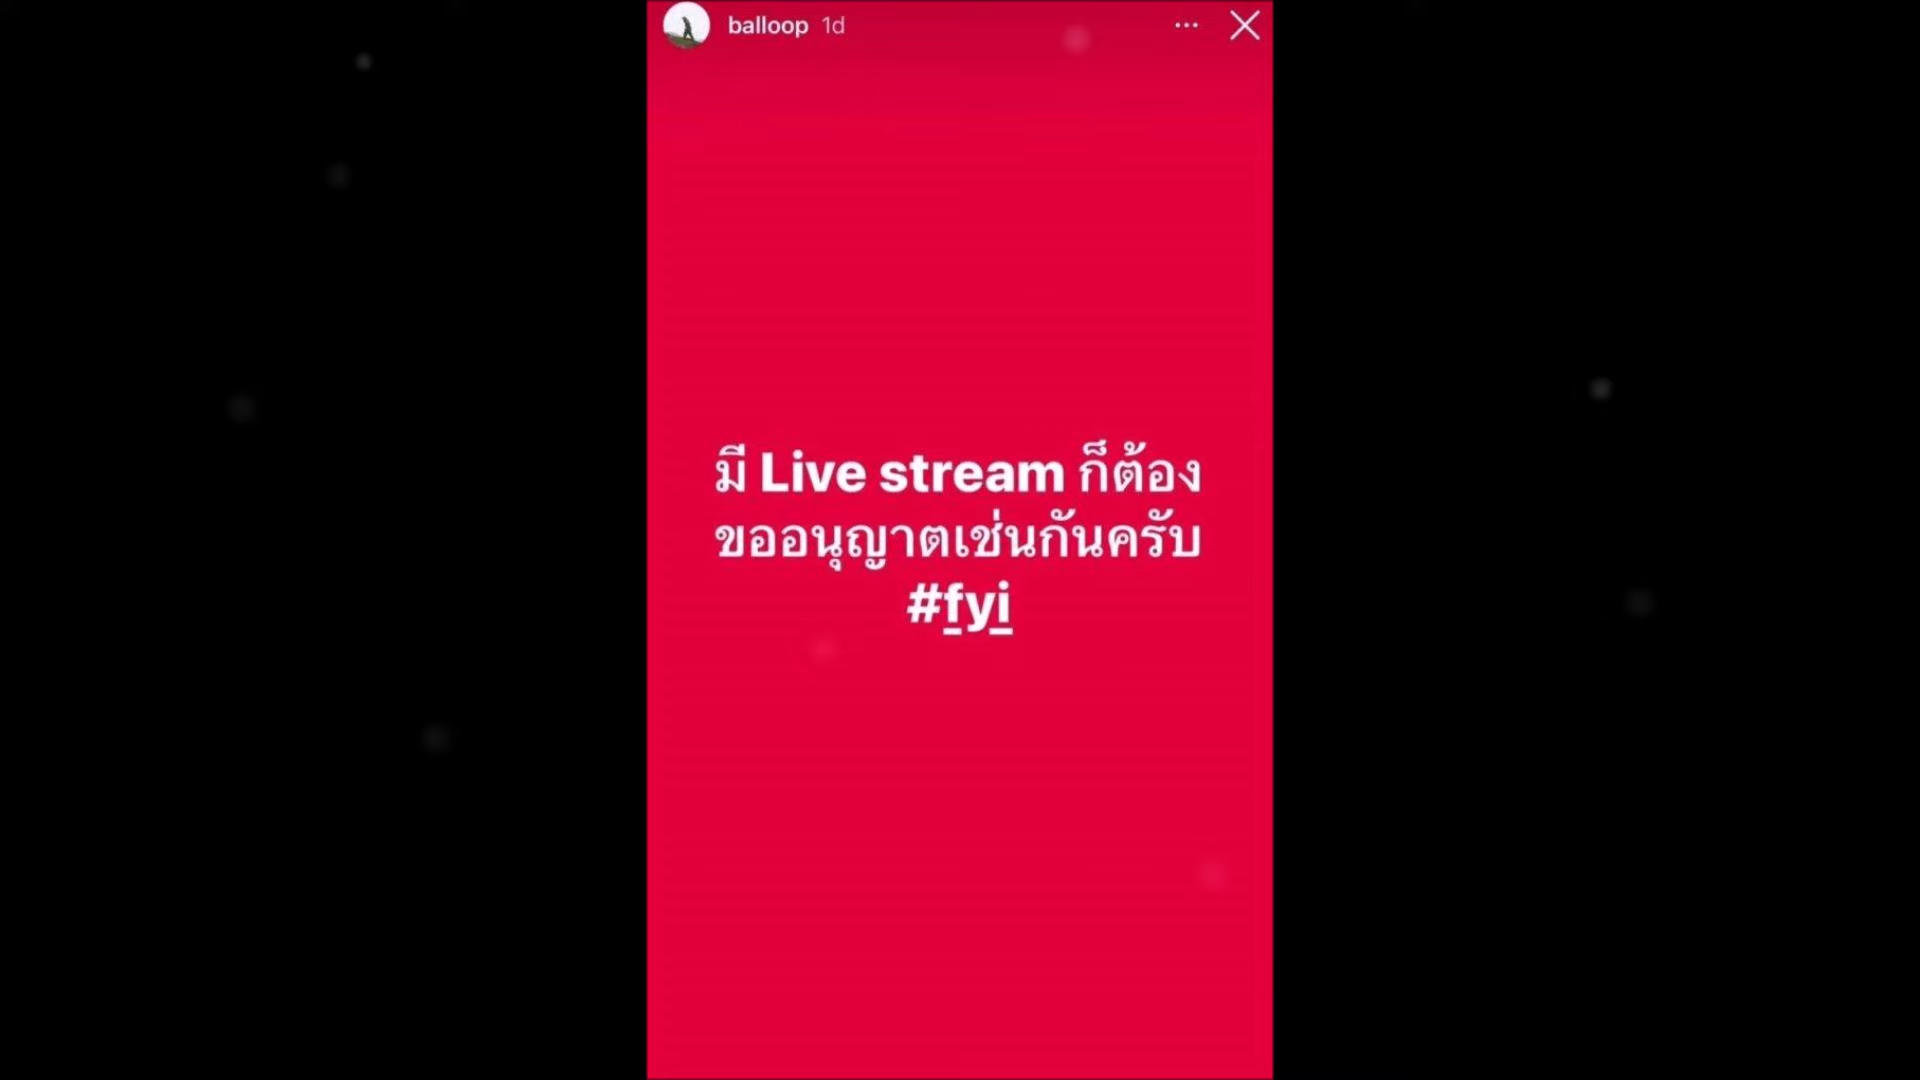 balloop 1d
มี Live stream ก็ต้อง
ขออนุญาตเช่นกันครับ
#fyi